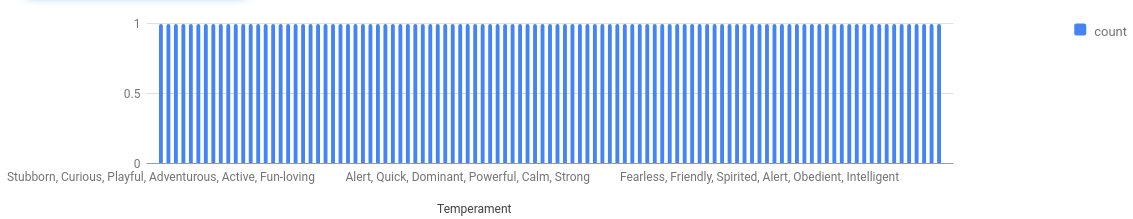 1
count
0.5
0
Stubborn, Curious, Playful, Adventurous, Active, Fun-loving
Alert, Quick, Dominant, Powerful, Calm, Strong
Fearless, Friendly, Spirited, Alert, Obedient, Intelligent
Temperament